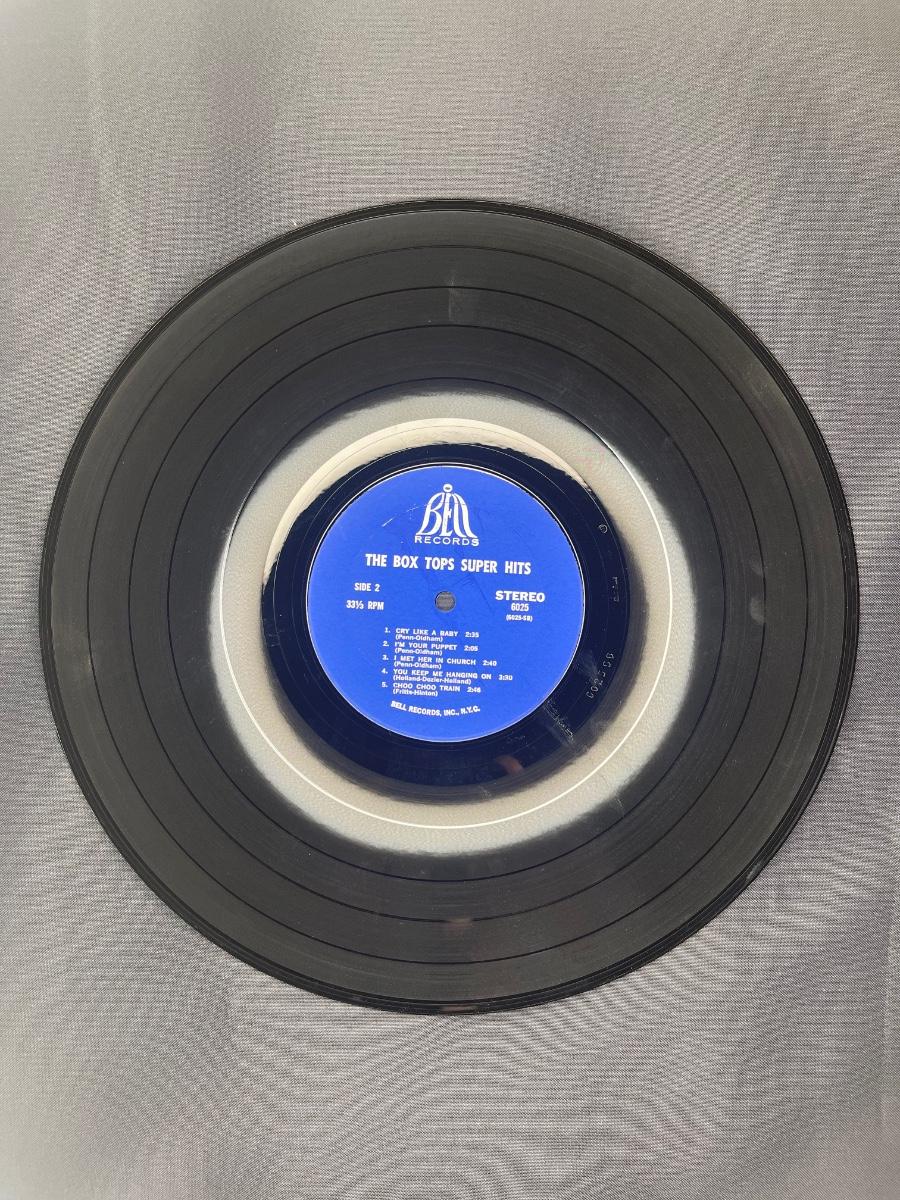 BELL
RECORDS
THE BOX TOPS SUPER HITS
SIDE 2
33⅓ RPM
STEREO
6025
(6025-SB)
1. CRY LIKE A BABY 2:35
(Penn-Oldham)
2. I'M YOUR PUPPET 2:05
(Penn-Oldham)
3. I MET HER IN CHURCH 2:40
(Penn-Oldham)
4. YOU KEEP ME HANGING ON 3:30
(Holland-Dozier-Holland)
5. CHOO CHOO TRAIN 2:46
(Fritts-Hinton)
BELL RECORDS, INC., N.Y.C.